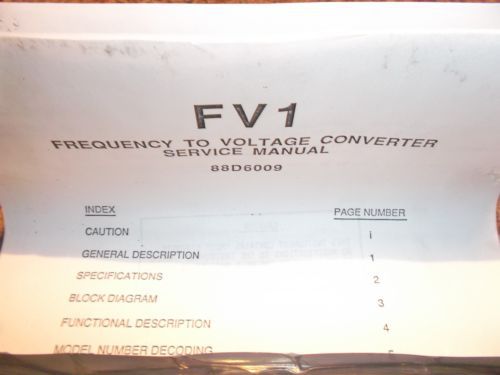 FV1
FREQUENCY TO VOLTAGE CONVERTER
SERVICE MANUAL
88D6009
INDEX PAGE NUMBER
CAUTION i
GENERAL DESCRIPTION 1
SPECIFICATIONS 2
BLOCK DIAGRAM 3
FUNCTIONAL DESCRIPTION 4
MODEL NUMBER DECODING 5